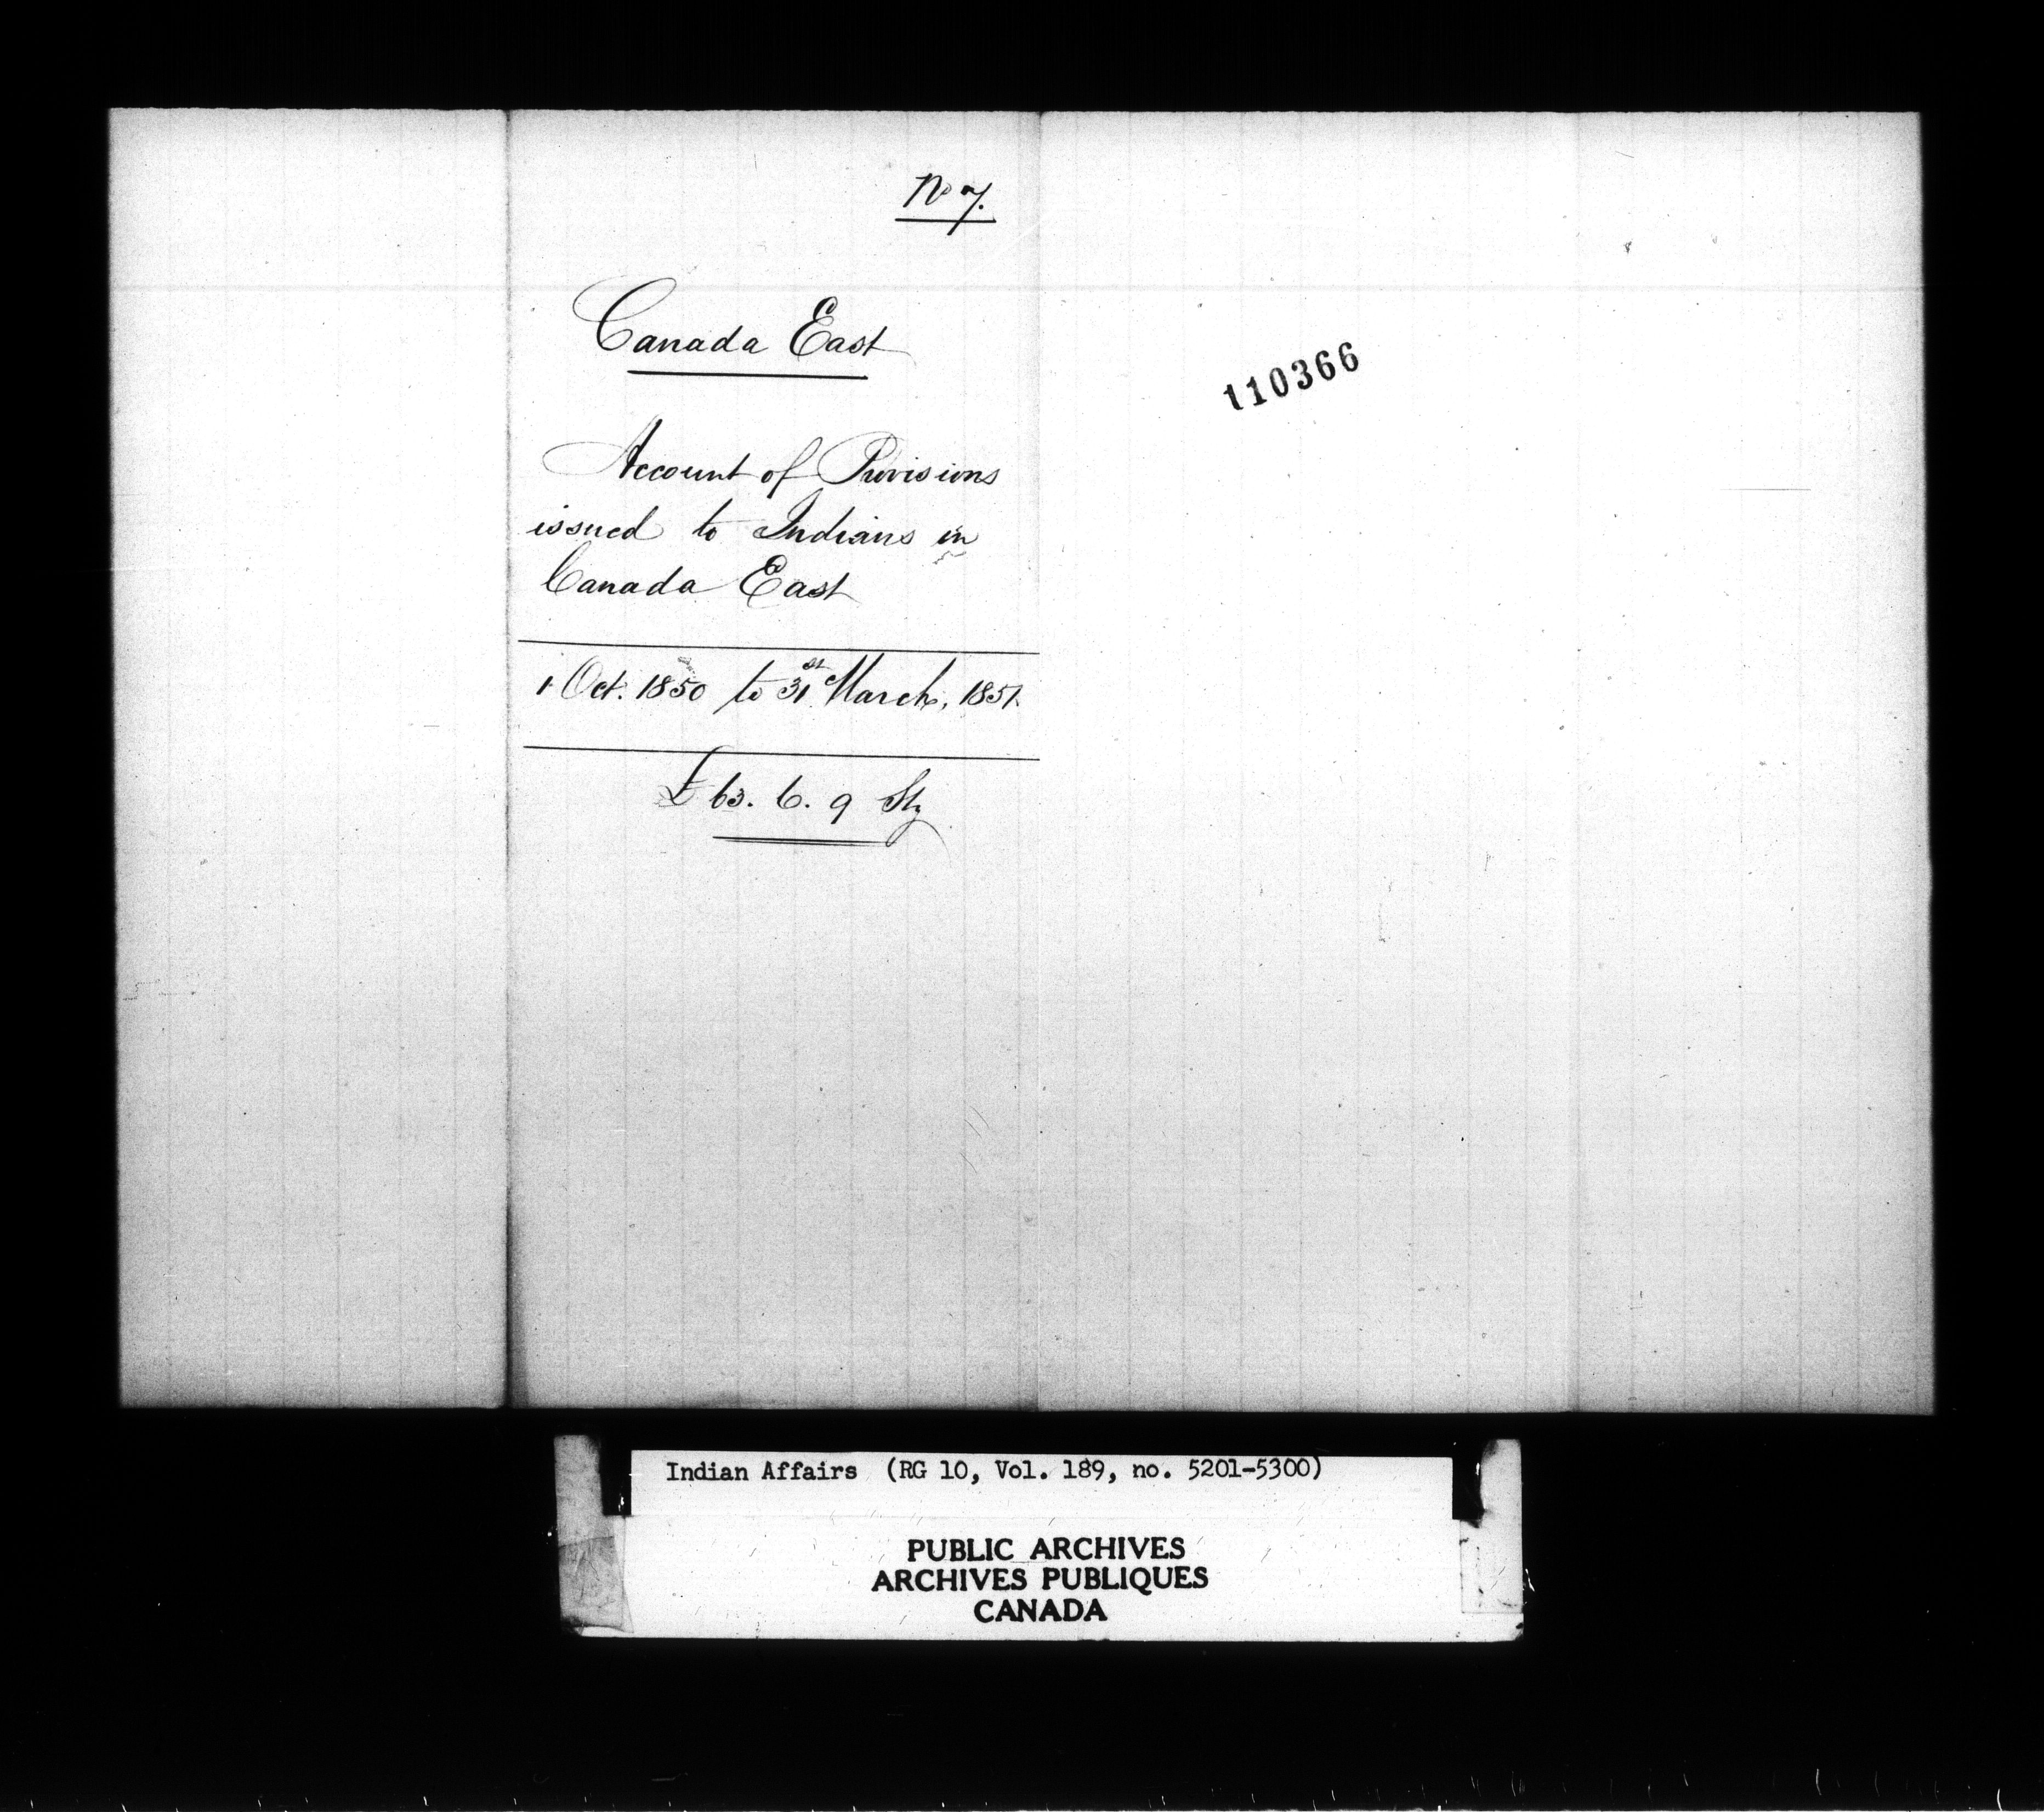 No 7.
Canada East
Account of Provisions
issued to Indians in
Canada East
1 Oct. 1850 to 31st March, 1851.
£63. 6. 9 Stg
110366
Indian Affairs (RG 10, Vol. 189, no. 5201-5300)
PUBLIC ARCHIVES
ARCHIVES PUBLIQUES
CANADA